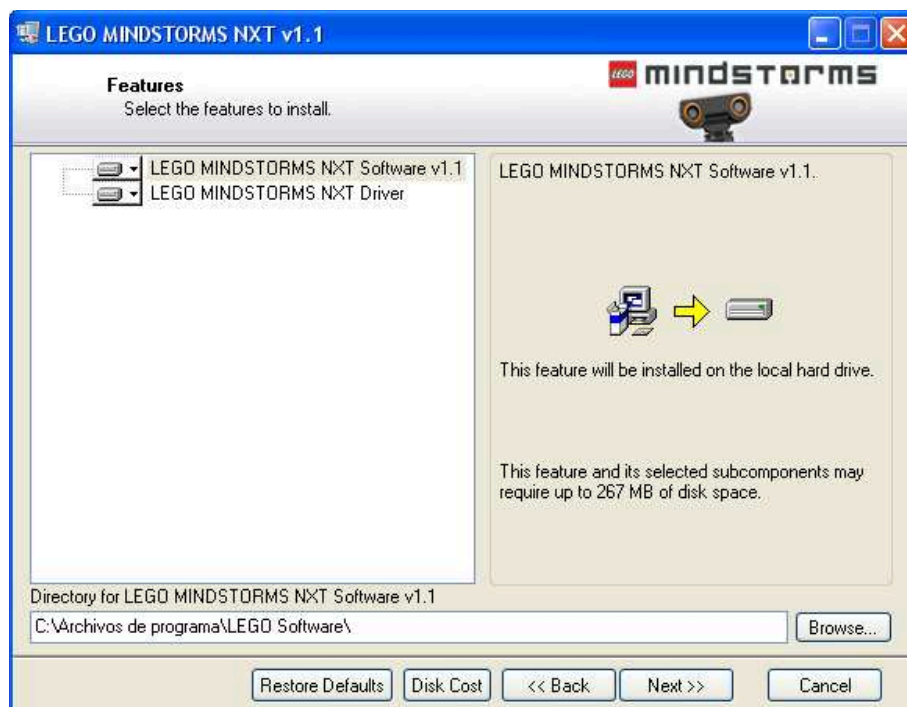 LEGO MINDSTORMS NXT v1.1
Features
Select the features to install.
LEGO mindstorms
LEGO MINDSTORMS NXT Software v1.1
LEGO MINDSTORMS NXT Driver
LEGO MINDSTORMS NXT Software v1.1.
This feature will be installed on the local hard drive.
This feature and its selected subcomponents may
require up to 267 MB of disk space.
Directory for LEGO MINDSTORMS NXT Software v1.1
C:\Archivos de programa\LEGO Software\
Browse...
Restore Defaults
Disk Cost
<< Back
Next >>
Cancel